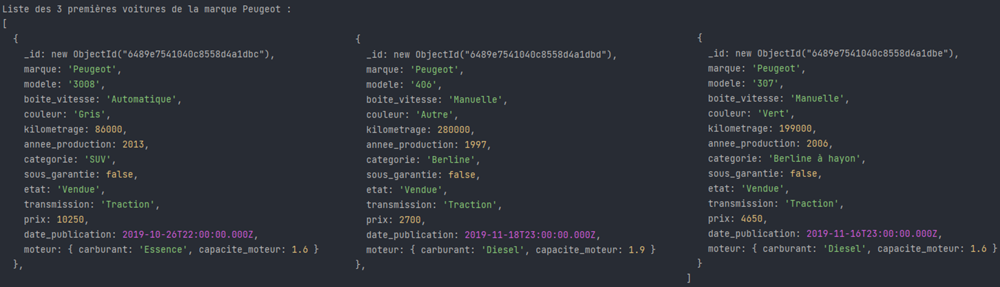 Liste des 3 premières voitures de la marque Peugeot :
[
{
_id: new ObjectId("6489e7541040c8558d4a1dbc"),
marque: 'Peugeot',
modele: '3008',
boite_vitesse: 'Automatique',
couleur: 'Gris',
kilometrage: 86000,
annee_production: 2013,
categorie: 'SUV',
sous_garantie: false,
etat: 'Vendue',
transmission: 'Traction',
prix: 10250,
date_publication: 2019-10-26T22:00:00.000Z,
moteur: { carburant: 'Essence', capacite_moteur: 1.6 }
},
{
_id: new ObjectId("6489e7541040c8558d4a1dbd"),
marque: 'Peugeot',
modele: '406',
boite_vitesse: 'Manuelle',
couleur: 'Autre',
kilometrage: 280000,
annee_production: 1997,
categorie: 'Berline',
sous_garantie: false,
etat: 'Vendue',
transmission: 'Traction',
prix: 2700,
date_publication: 2019-11-18T23:00:00.000Z,
moteur: { carburant: 'Diesel', capacite_moteur: 1.9 }
},
{
_id: new ObjectId("6489e7541040c8558d4a1dbe"),
marque: 'Peugeot',
modele: '307',
boite_vitesse: 'Manuelle',
couleur: 'Vert',
kilometrage: 199000,
annee_production: 2006,
categorie: 'Berline à hayon',
sous_garantie: false,
etat: 'Vendue',
transmission: 'Traction',
prix: 4650,
date_publication: 2019-11-16T23:00:00.000Z,
moteur: { carburant: 'Diesel', capacite_moteur: 1.6 }
}
]